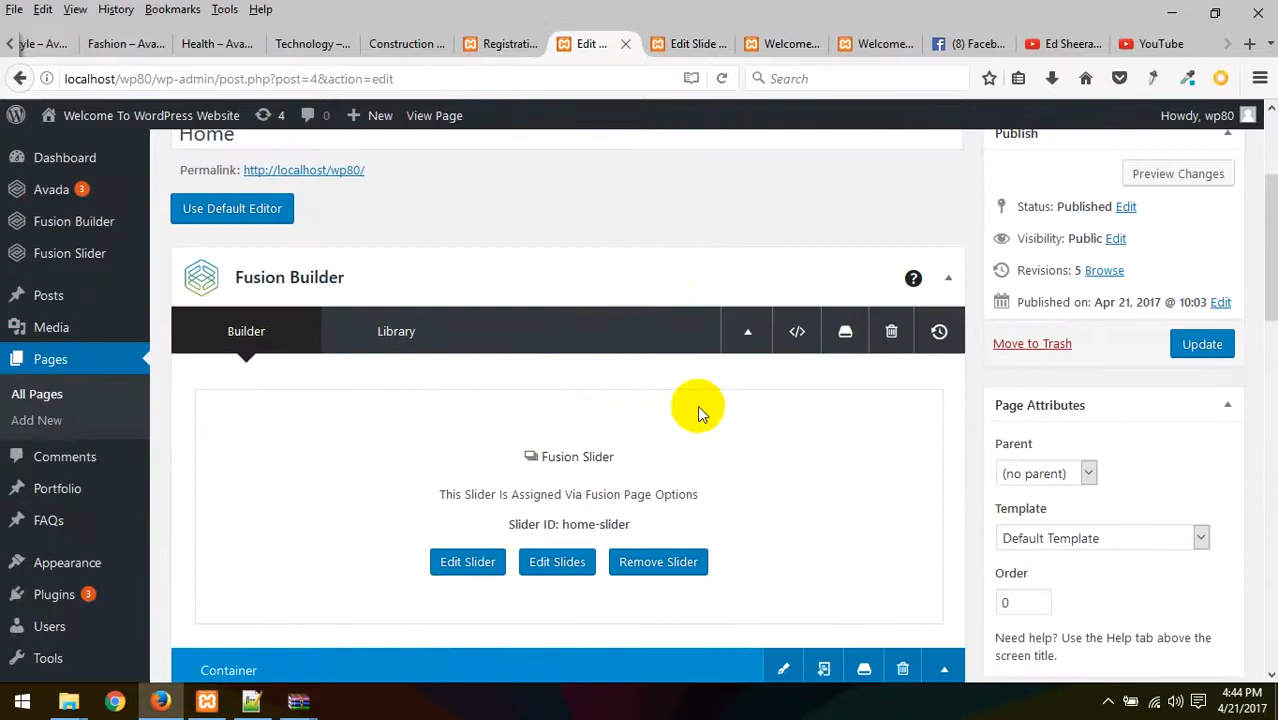 File Edit View History Bookmarks Tools Help
yle – Ava... Fashion – Ava... Health – Ava... Technology –... Construction Registrati... Edit ... Edit Slide ... Welcome... Welcome... (8) Faceb... Ed Sheera... YouTube
localhost/wp80/wp-admin/post.php?post=4&action=edit Search
Welcome To WordPress Website 4 0 New View Page Howdy, wp80
Home
Permalink: http://localhost/wp80/
Use Default Editor
Dashboard
Avada 3
Fusion Builder
Fusion Slider
Posts
Media
Pages
All Pages
Add New
Comments
Portfolio
FAQs
Appearance
Plugins 3
Users
Tools
Fusion Builder ?
Builder Library </>
Fusion Slider
This Slider Is Assigned Via Fusion Page Options
Slider ID: home-slider
Edit Slider Edit Slides Remove Slider
Container
Publish
Preview Changes
Status: Published Edit
Visibility: Public Edit
Revisions: 5 Browse
Published on: Apr 21, 2017 @ 10:03 Edit
Move to Trash Update
Page Attributes
Parent
(no parent)
Template
Default Template
Order
0
Need help? Use the Help tab above the
screen title.
4:44 PM
4/21/2017